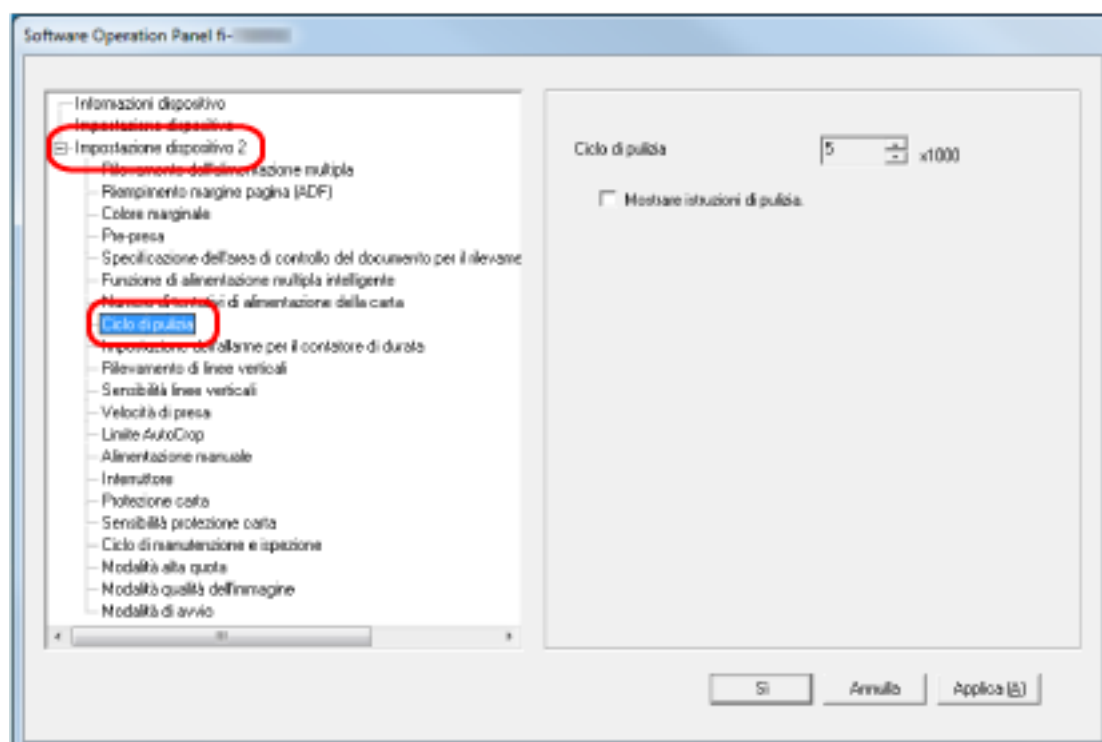 Software Operation Panel fi-
Informazioni dispositivo
Impostazione dispositivo
Impostazione dispositivo 2
Rilevamento dell'alimentazione multipla
Riempimento margine pagina (ADF)
Colore marginale
Pre-presa
Specificazione dell'area di controllo del documento per il rilevame
Funzione di alimentazione multipla intelligente
Numero di tentativi di alimentazione della carta
Ciclo di pulizia
Impostazione dell'allarme per il contatore di durata
Rilevamento di linee verticali
Sensibilità linee verticali
Velocità di presa
Limite AutoCrop
Alimentazione manuale
Interruttore
Protezione carta
Sensibilità protezione carta
Ciclo di manutenzione e ispezione
Modalità alta quota
Modalità qualità dell'immagine
Modalità di avvio
Ciclo di pulizia 5 x1000
Mostrare istruzioni di pulizia.
Sì Annulla Applica (A)